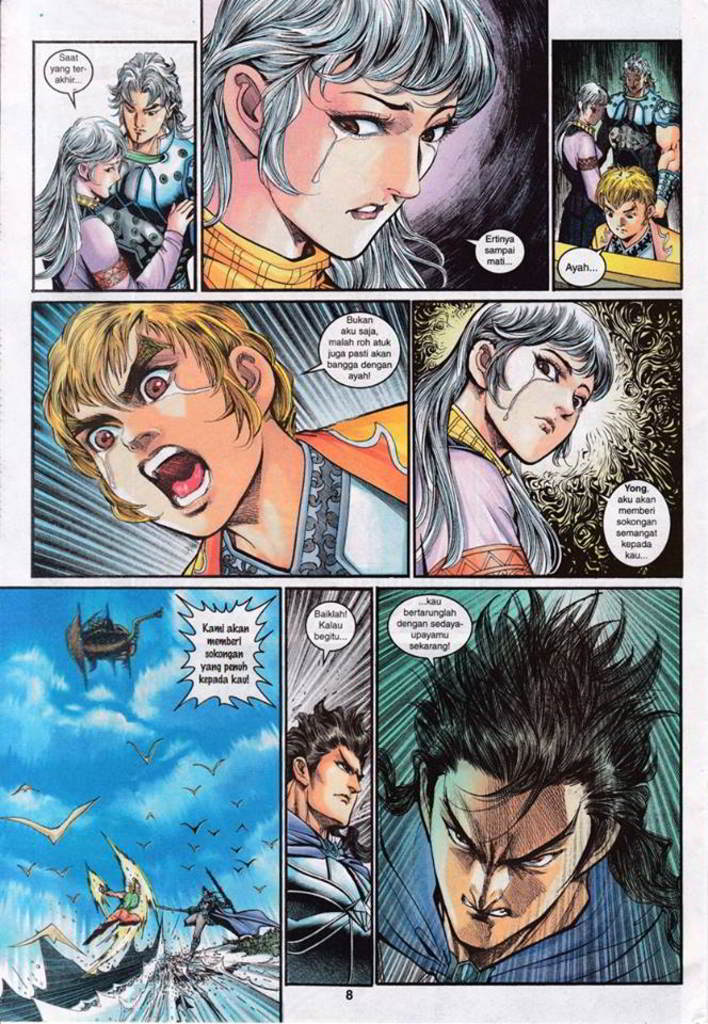 Saat
yang ter-
akhir...
Ertinya
sampai
mati...
Ayah...
Bukan
aku saja,
malah roh atuk
juga pasti akan
bangga dengan
ayah!
Yong,
aku akan
memberi
sokongan
semangat
kepada
kau...
Kami akan
memberi
sokongan
yang penuh
kepada kau!
Baiklah!
Kalau
begitu...
...kau
bertarunglah
dengan sedaya-
upayamu
sekarang!
8